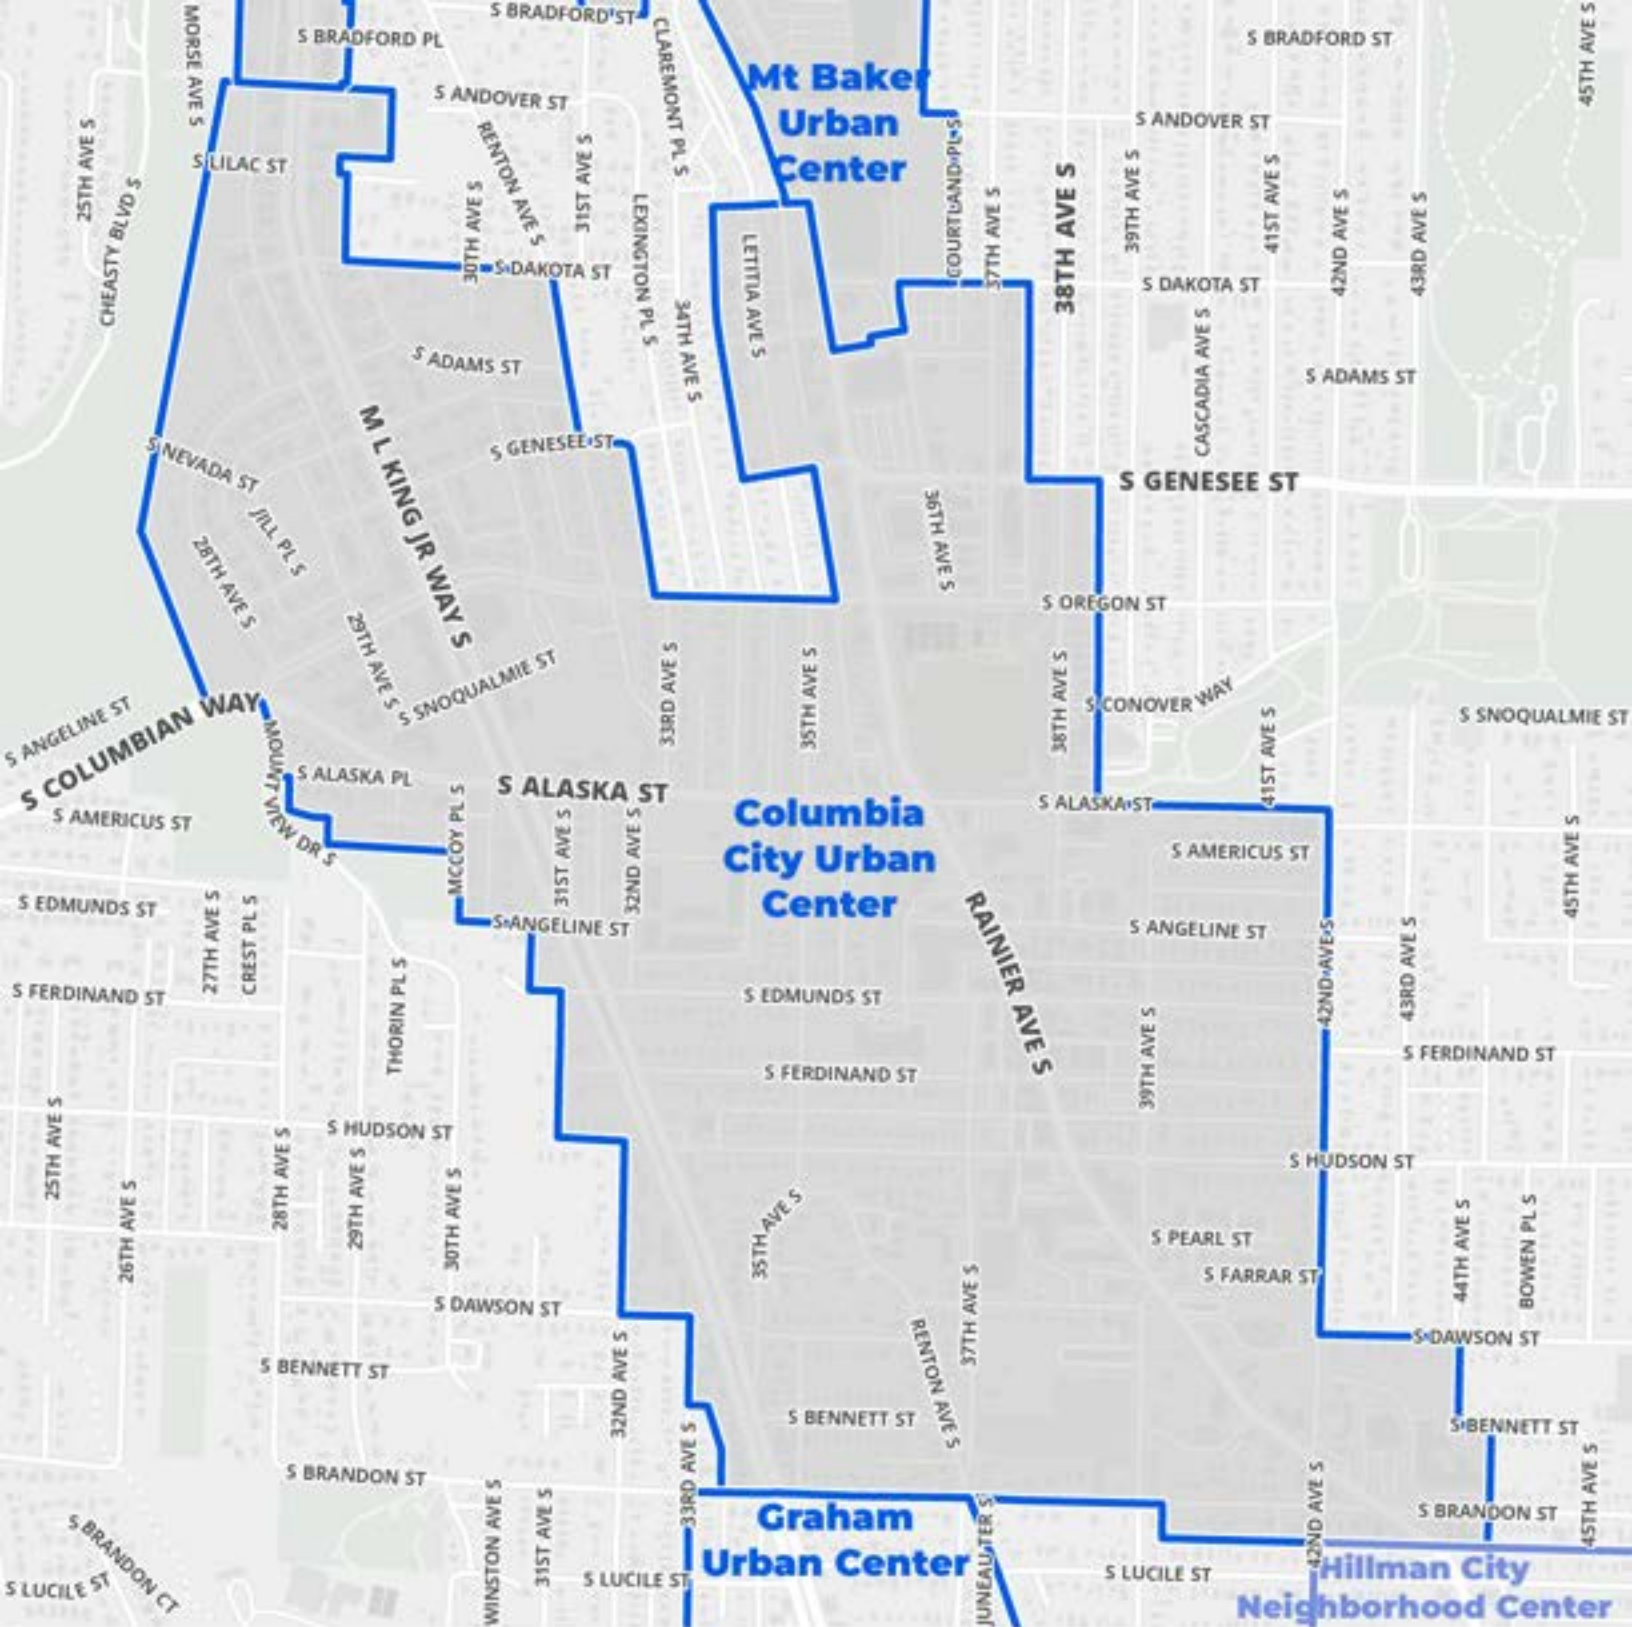 S BRADFORD ST
S BRADFORD PL
MORSE AVE S
CLAREMONT PL S
S BRADFORD ST
45TH AVE S
Mt Baker
Urban
Center
S ANDOVER ST
S ANDOVER ST
25TH AVE S
CHEASTY BLVD S
S LILAC ST
RENTON AVE S
30TH AVE S
31ST AVE S
LEXINGTON PL S
COURTLAND PL S
37TH AVE S
38TH AVE S
39TH AVE S
41ST AVE S
42ND AVE S
43RD AVE S
S DAKOTA ST
S DAKOTA ST
LETITIA AVE S
34TH AVE S
S ADAMS ST
CASCADIA AVE S
S ADAMS ST
M L KING JR WAY S
S NEVADA ST
S GENESEE ST
S GENESEE ST
JILL PL S
28TH AVE S
36TH AVE S
29TH AVE S
S OREGON ST
S SNOQUALMIE ST
33RD AVE S
35TH AVE S
38TH AVE S
S CONOVER WAY
S SNOQUALMIE ST
S ANGELINE ST
S COLUMBIAN WAY
MOUNT VIEW DR S
S ALASKA PL
S ALASKA ST
41ST AVE S
S ALASKA ST
S AMERICUS ST
MCCOY PL S
31ST AVE S
32ND AVE S
Columbia
City Urban
Center
S AMERICUS ST
45TH AVE S
S EDMUNDS ST
27TH AVE S
CREST PL S
S ANGELINE ST
RAINIER AVE S
S ANGELINE ST
42ND AVE S
43RD AVE S
S FERDINAND ST
THORIN PL S
S EDMUNDS ST
S FERDINAND ST
39TH AVE S
S FERDINAND ST
25TH AVE S
S HUDSON ST
S HUDSON ST
26TH AVE S
28TH AVE S
29TH AVE S
30TH AVE S
35TH AVE S
S PEARL ST
S FARRAR ST
44TH AVE S
BOWEN PL S
S DAWSON ST
37TH AVE S
S DAWSON ST
S BENNETT ST
32ND AVE S
RENTON AVE S
S BENNETT ST
S BENNETT ST
S BRANDON ST
33RD AVE S
42ND AVE S
S BRANDON ST
45TH AVE S
S BRANDON CT
WINSTON AVE S
31ST AVE S
Graham
Urban Center
JUNEAU TER S
S LUCILE ST
S LUCILE ST
S LUCILE ST
Hillman City
Neighborhood Center